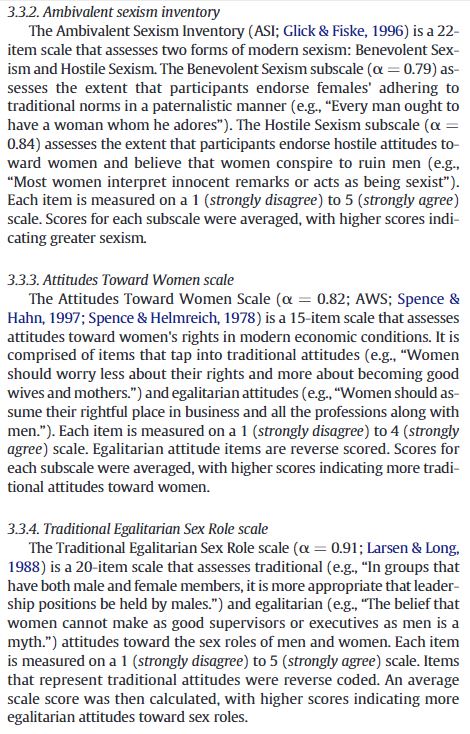 3.3.2. Ambivalent sexism inventory
The Ambivalent Sexism Inventory (ASI; Glick & Fiske, 1996) is a 22-
item scale that assesses two forms of modern sexism: Benevolent Sex-
ism and Hostile Sexism. The Benevolent Sexism subscale (α = 0.79) as-
sesses the extent that participants endorse females' adhering to
traditional norms in a paternalistic manner (e.g., “Every man ought to
have a woman whom he adores”). The Hostile Sexism subscale (α =
0.84) assesses the extent that participants endorse hostile attitudes to-
ward women and believe that women conspire to ruin men (e.g.,
“Most women interpret innocent remarks or acts as being sexist”).
Each item is measured on a 1 (strongly disagree) to 5 (strongly agree)
scale. Scores for each subscale were averaged, with higher scores indi-
cating greater sexism.
3.3.3. Attitudes Toward Women scale
The Attitudes Toward Women Scale (α = 0.82; AWS; Spence &
Hahn, 1997; Spence & Helmreich, 1978) is a 15-item scale that assesses
attitudes toward women's rights in modern economic conditions. It is
comprised of items that tap into traditional attitudes (e.g., “Women
should worry less about their rights and more about becoming good
wives and mothers.”) and egalitarian attitudes (e.g., “Women should as-
sume their rightful place in business and all the professions along with
men.”). Each item is measured on a 1 (strongly disagree) to 4 (strongly
agree) scale. Egalitarian attitude items are reverse scored. Scores for
each subscale were averaged, with higher scores indicating more tradi-
tional attitudes toward women.
3.3.4. Traditional Egalitarian Sex Role scale
The Traditional Egalitarian Sex Role scale (α = 0.91; Larsen & Long,
1988) is a 20-item scale that assesses traditional (e.g., “In groups that
have both male and female members, it is more appropriate that leader-
ship positions be held by males.”) and egalitarian (e.g., “The belief that
women cannot make as good supervisors or executives as men is a
myth.”) attitudes toward the sex roles of men and women. Each item
is measured on a 1 (strongly disagree) to 5 (strongly agree) scale. Items
that represent traditional attitudes were reverse coded. An average
scale score was then calculated, with higher scores indicating more
egalitarian attitudes toward sex roles.